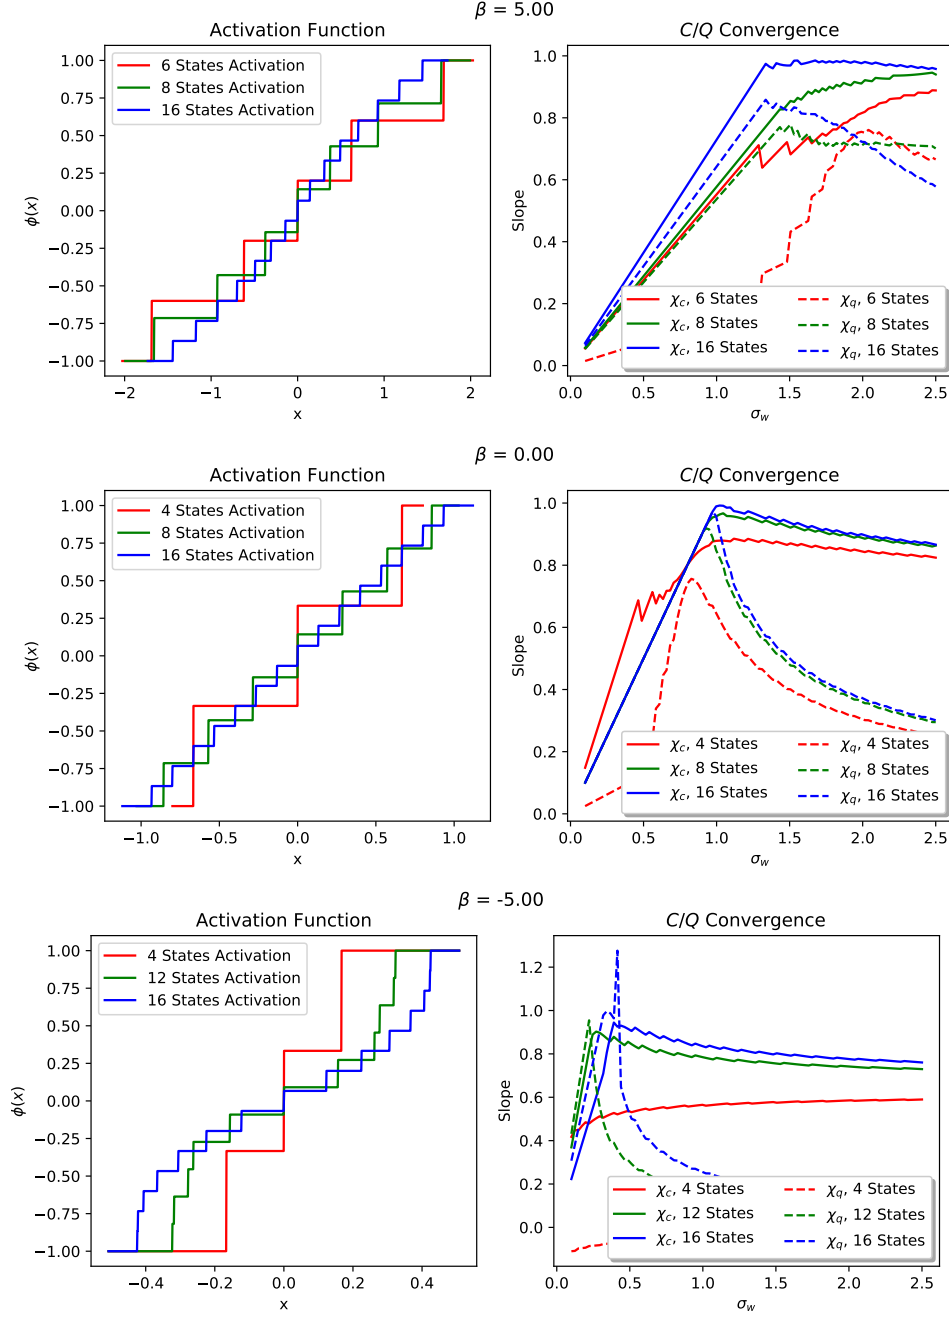 β = 5.00
Activation Function
6 States Activation
8 States Activation
16 States Activation
1.00
0.75
0.50
0.25
0.00
−0.25
−0.50
−0.75
−1.00
ϕ(x)
−2 −1 0 1 2
x
C/Q Convergence
1.0
0.8
0.6
0.4
0.2
0.0
Slope
χc, 6 States
χc, 8 States
χc, 16 States
χq, 6 States
χq, 8 States
χq, 16 States
0.0 0.5 1.0 1.5 2.0 2.5
σw
β = 0.00
Activation Function
4 States Activation
8 States Activation
16 States Activation
1.00
0.75
0.50
0.25
0.00
−0.25
−0.50
−0.75
−1.00
ϕ(x)
−1.0 −0.5 0.0 0.5 1.0
x
C/Q Convergence
1.0
0.8
0.6
0.4
0.2
0.0
Slope
χc, 4 States
χc, 8 States
χc, 16 States
χq, 4 States
χq, 8 States
χq, 16 States
0.0 0.5 1.0 1.5 2.0 2.5
σw
β = -5.00
Activation Function
4 States Activation
12 States Activation
16 States Activation
1.00
0.75
0.50
0.25
0.00
−0.25
−0.50
−0.75
−1.00
ϕ(x)
−0.4 −0.2 0.0 0.2 0.4
x
C/Q Convergence
1.2
1.0
0.8
0.6
0.4
0.2
0.0
Slope
χc, 4 States
χc, 12 States
χc, 16 States
χq, 4 States
χq, 12 States
χq, 16 States
0.0 0.5 1.0 1.5 2.0 2.5
σw